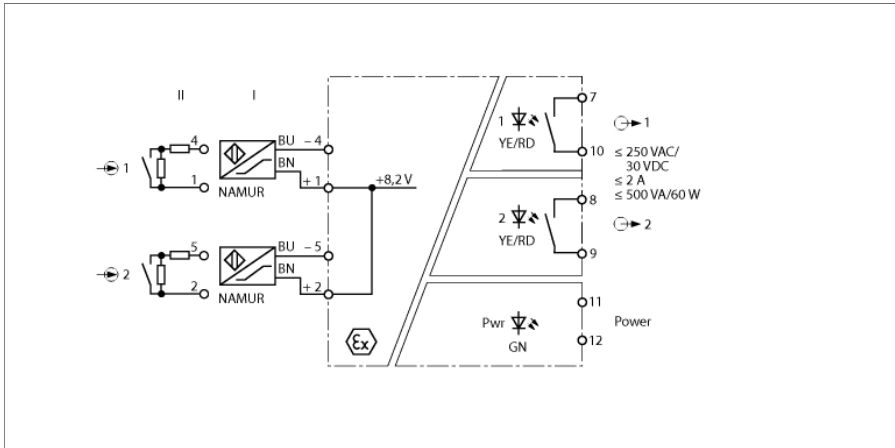 II I
4 BU – 4
1 BN
1 NAMUR + 1
+8,2 V
5 BU – 5
2 BN
2 NAMUR + 2
Ex
1 YE/RD
7
10
1
≤ 250 VAC/
30 VDC
≤ 2 A
≤ 500 VA/60 W
2 YE/RD
8
9
2
Pwr GN
11
12
Power